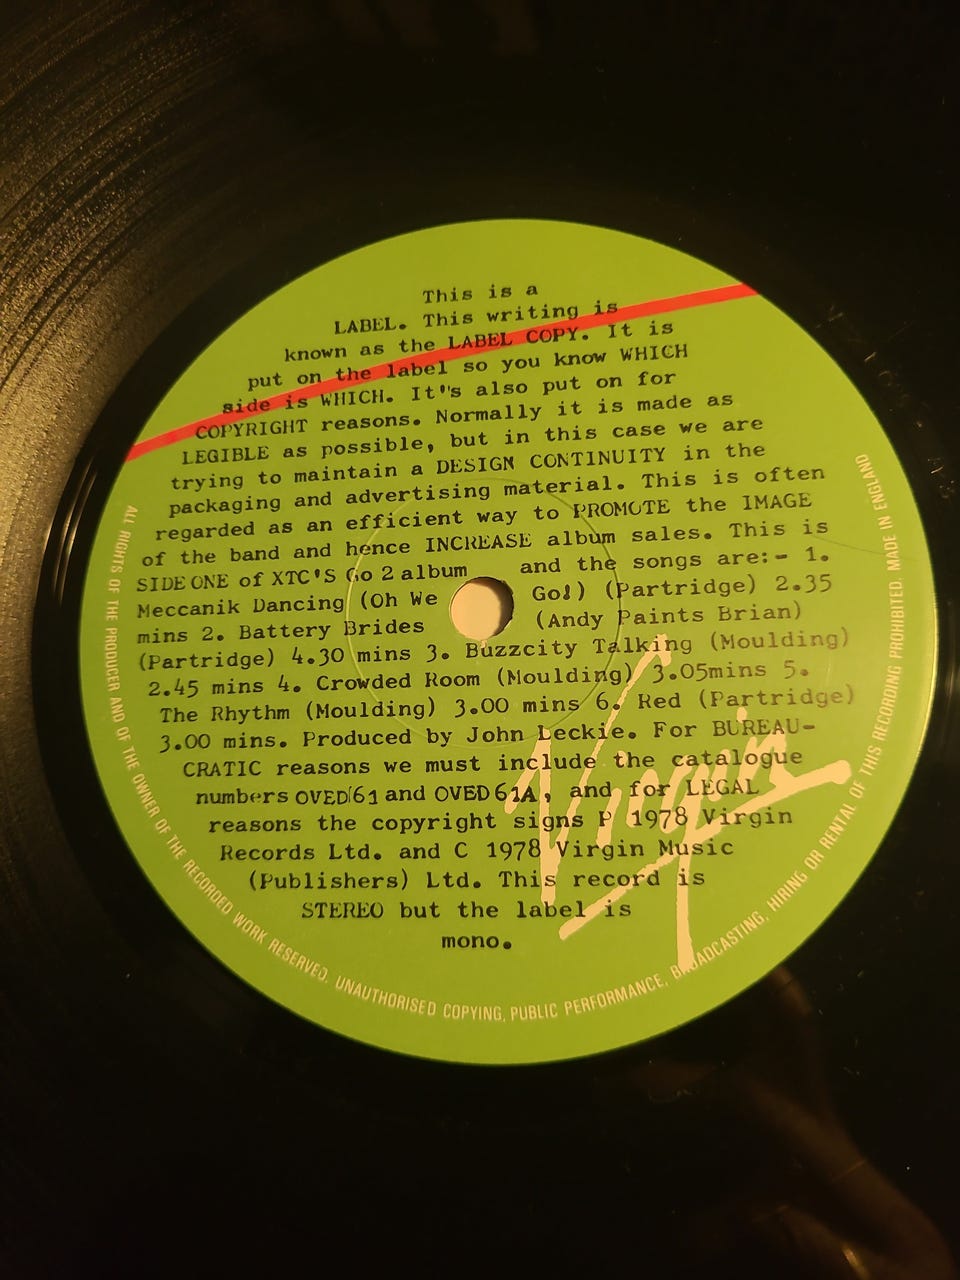 This is a
LABEL. This writing is
known as the LABEL COPY. It is
put on the label so you know WHICH
side is WHICH. It"s also put on for
COPYRIGHT reasons. Normally it is made as
LEGIBLE as possible, but in this case we are
trying to maintain a DESIGN CONTINUITY in the
packaging and advertising material. This is often
regarded as an efficient way to PROMOTE the IMAGE
of the band and hence INCREASE album sales. This is
SIDE ONE of XTC'S Go 2 album and the songs are:- 1.
Meccanik Dancing (Oh We Go!) (Partridge) 2.35
mins 2. Battery Brides (Andy Paints Brian)
(Partridge) 4.30 mins 3. Buzzcity Talking (Moulding)
2.45 mins 4. Crowded Room (Moulding) 3.05mins 5.
The Rhythm (Moulding) 3.00 mins 6. Red (Partridge)
3.00 mins. Produced by John Leckie. For BUREAU-
CRATIC reasons we must include the catalogue
numbers OVED 61 and OVED 61A, and for LEGAL
reasons the copyright signs P 1978 Virgin
Records Ltd. and C 1978 Virgin Music
(Publishers) Ltd. This record is
STEREO but the label is
mono.
Virgin
ALL RIGHTS OF THE PRODUCER AND OF THE OWNER OF THE RECORDED WORK RESERVED. UNAUTHORISED COPYING, PUBLIC PERFORMANCE, BROADCASTING, HIRING OR RENTAL OF THIS RECORDING PROHIBITED. MADE IN ENGLAND